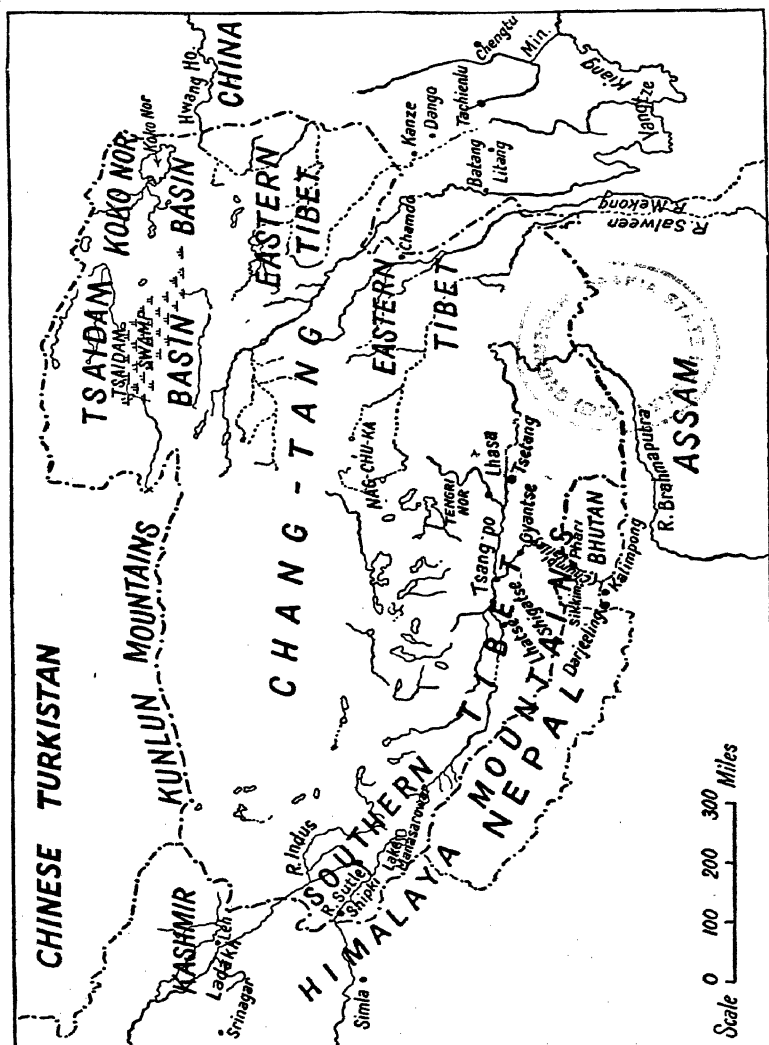 CHINESE TURKISTAN
KUNLUN MOUNTAINS
TSAIDAM
TSAIDAM
SWAMP
BASIN
KOKO NOR
Koko Nor
BASIN
Hwang Ho.
CHINA
KASHMIR
Ladakh
Leh
Srinagar
CHANG-TANG
EASTERN
TIBET
Kanze
Dango
Chengtu
Min.
Tachienlu
Batang
Litang
Kiang
Yangtze
R. Mekong
R. Salween
Chamdo
EASTERN
TIBET
NAG-CHU-KA
TENGRI
NOR
R. Indus
SOUTHERN TIBET
R. Sutlej
Shipki
Lake
Manasarowar
Simla
HIMALAYA MOUNTAINS
NEPAL
Tsang po
Lhasa
Tsetang
Gyantse
Shigatse
Lhatse
Phari
Sikkim
Darjeeling
Kalimpong
BHUTAN
R. Brahmaputra
ASSAM
Scale 0 100 200 300 Miles